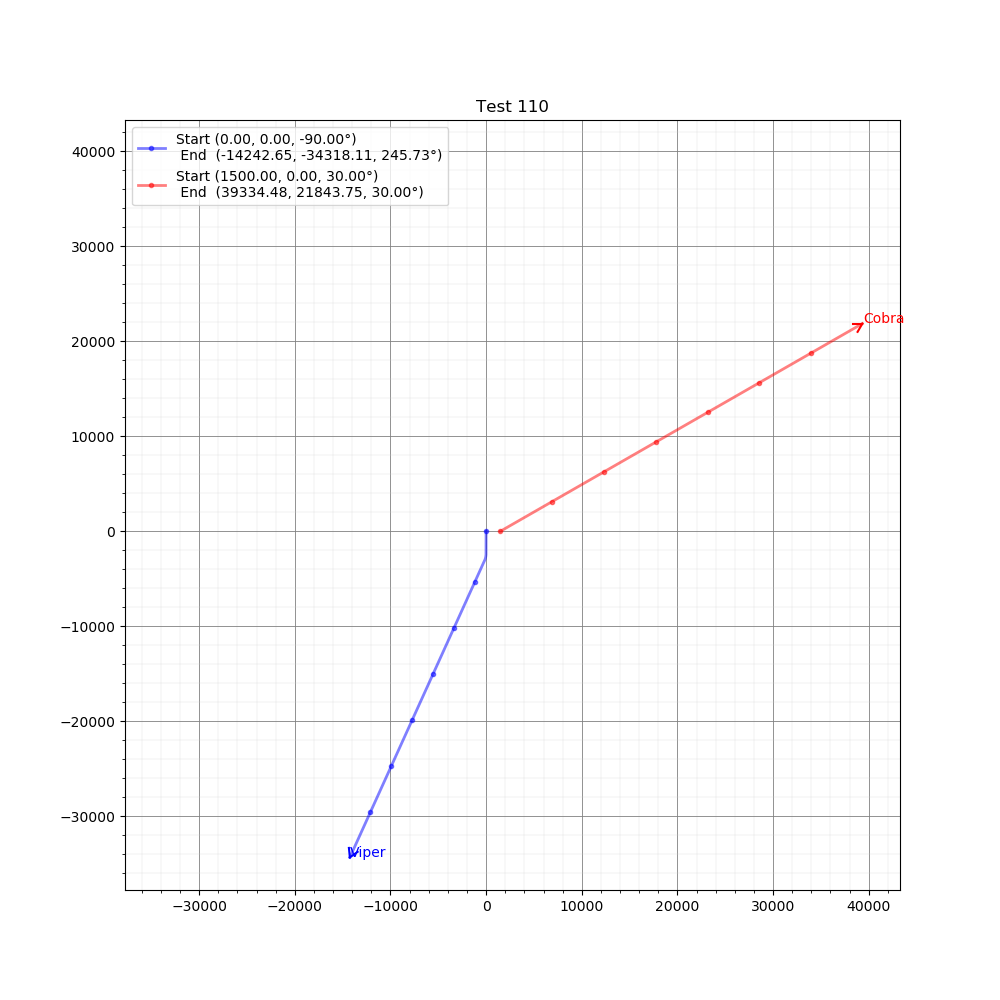 Test 110
Start (0.00, 0.00, -90.00°)
End (-14242.65, -34318.11, 245.73°)
Start (1500.00, 0.00, 30.00°)
End (39334.48, 21843.75, 30.00°)
40000
30000
20000
10000
0
−10000
−20000
−30000
Cobra
Viper
−30000 −20000 −10000 0 10000 20000 30000 40000